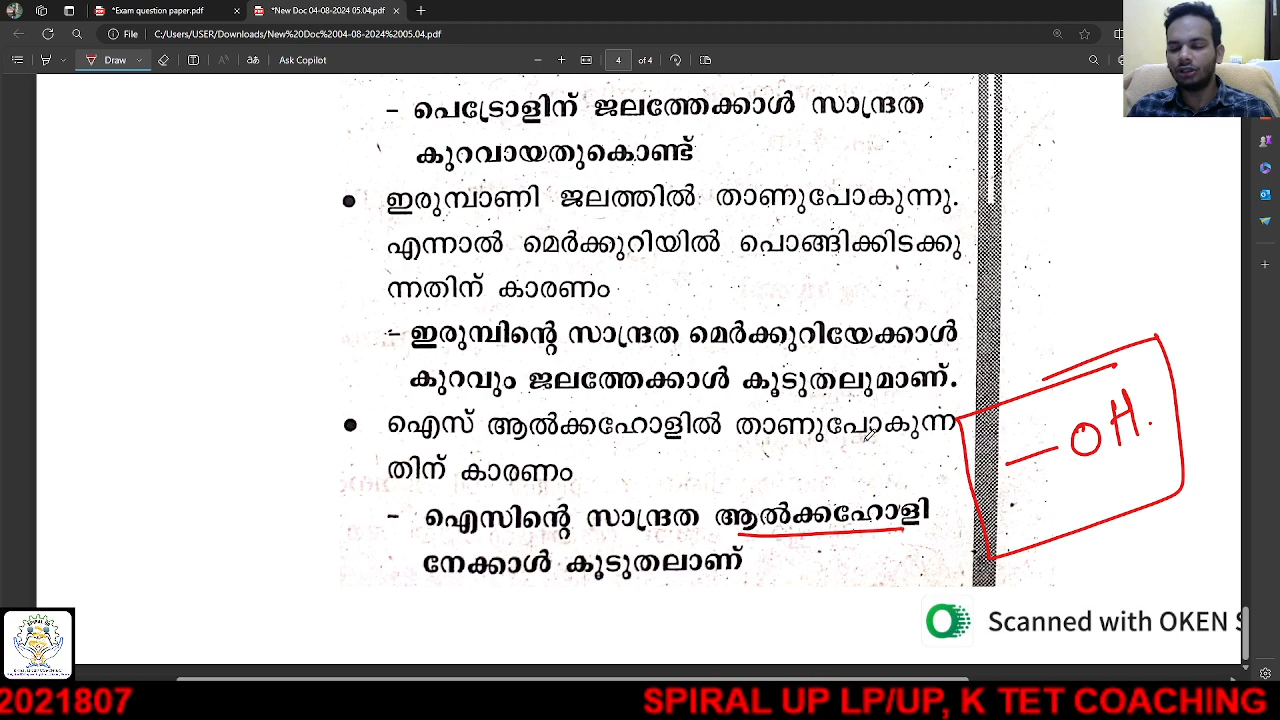 *Exam question paper.pdf
*New Doc 04-08-2024 05.04.pdf
File C:/Users/USER/Downloads/New%20Doc%2004-08-2024%2005.04.pdf
Draw
Ask Copilot
4 of 4
- പെട്രോളിന് ജലത്തേക്കാൾ സാന്ദ്രത
കുറവായതുകൊണ്ട്
● ഇരുമ്പാണി ജലത്തിൽ താണുപോകുന്നു.
എന്നാൽ മെർക്കുറിയിൽ പൊങ്ങിക്കിടക്കു
ന്നതിന് കാരണം
- ഇരുമ്പിന്റെ സാന്ദ്രത മെർക്കുറിയേക്കാൾ
കുറവും ജലത്തേക്കാൾ കൂടുതലുമാണ്.
● ഐസ് ആൽക്കഹോളിൽ താണുപോകുന്ന
തിന് കാരണം
- ഐസിന്റെ സാന്ദ്രത ആൽക്കഹോളി
നേക്കാൾ കൂടുതലാണ്
— OH.
Scanned with OKEN S
2021807
SPIRAL UP LP/UP, K TET COACHING